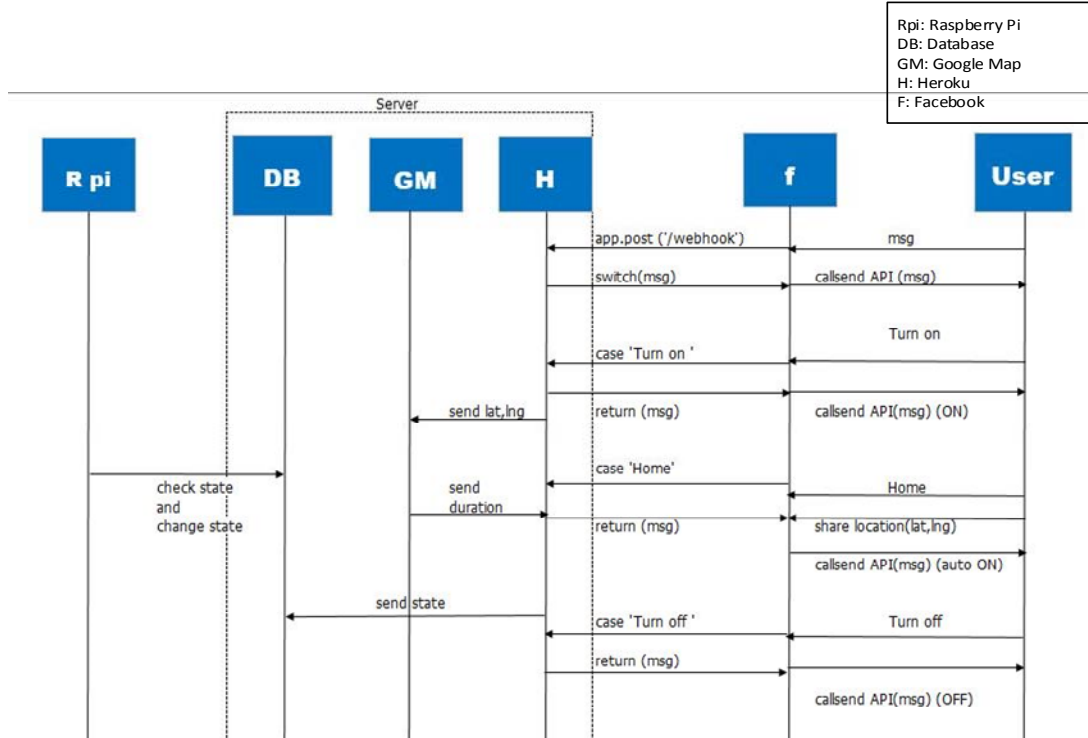 Rpi: Raspberry Pi
DB: Database
GM: Google Map
H: Heroku
F: Facebook
Server
R pi
DB
GM
H
f
User
app.post ('/webhook')
msg
switch(msg)
callsend API (msg)
Turn on
case 'Turn on '
send lat,lng
return (msg)
callsend API(msg) (ON)
case 'Home'
Home
check state
and
change state
send
duration
return (msg)
share location(lat,lng)
callsend API(msg) (auto ON)
send state
case 'Turn off '
Turn off
return (msg)
callsend API(msg) (OFF)